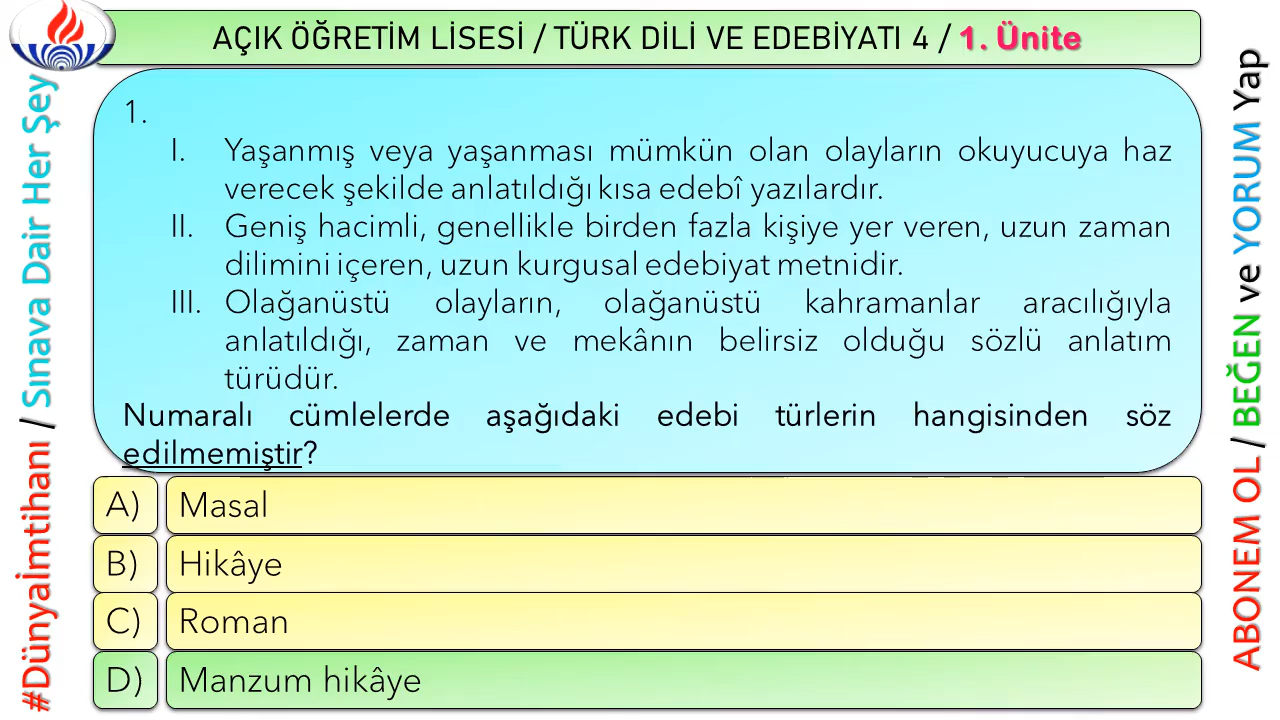 AÇIK ÖĞRETİM LİSESİ / TÜRK DİLİ VE EDEBİYATI 4 / 1. Ünite
#Dünyaİmtihanı / Sınava Dair Her Şey
1.
I. Yaşanmış veya yaşanması mümkün olan olayların okuyucuya haz
verecek şekilde anlatıldığı kısa edebî yazılardır.
II. Geniş hacimli, genellikle birden fazla kişiye yer veren, uzun zaman
dilimini içeren, uzun kurgusal edebiyat metnidir.
III. Olağanüstü olayların, olağanüstü kahramanlar aracılığıyla
anlatıldığı, zaman ve mekânın belirsiz olduğu sözlü anlatım
türüdür.
Numaralı cümlelerde aşağıdaki edebi türlerin hangisinden söz
edilmemiştir?
A) Masal
B) Hikâye
C) Roman
D) Manzum hikâye
ABONEM OL / BEĞEN ve YORUM Yap